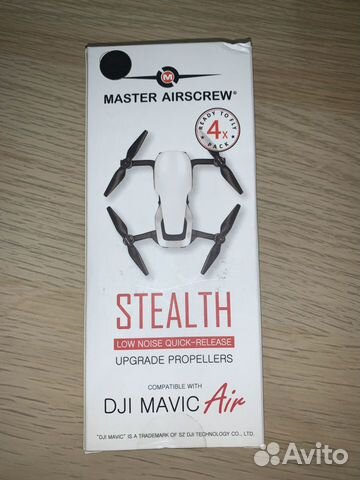 M
MASTER AIRSCREW®
READY TO FLY
4x
PACK
STEALTH
LOW NOISE QUICK-RELEASE
UPGRADE PROPELLERS
COMPATIBLE WITH
DJI MAVIC Air
"DJI MAVIC" IS A TRADEMARK OF SZ DJI TECHNOLOGY CO., LTD.
Avito